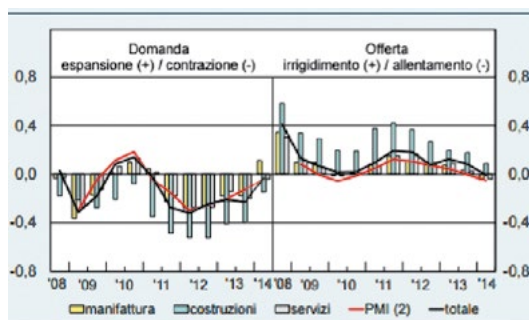 Domanda
espansione (+) / contrazione (-)
Offerta
irrigidimento (+) / allentamento (-)
0,8
0,8
0,4
0,4
0,0
0,0
-0,4
-0,4
-0,8
-0,8
'08 '09 '10 '11 '12 '13 '14 '08 '09 '10 '11 '12 '13 '14
manifattura costruzioni servizi PMI (2) totale